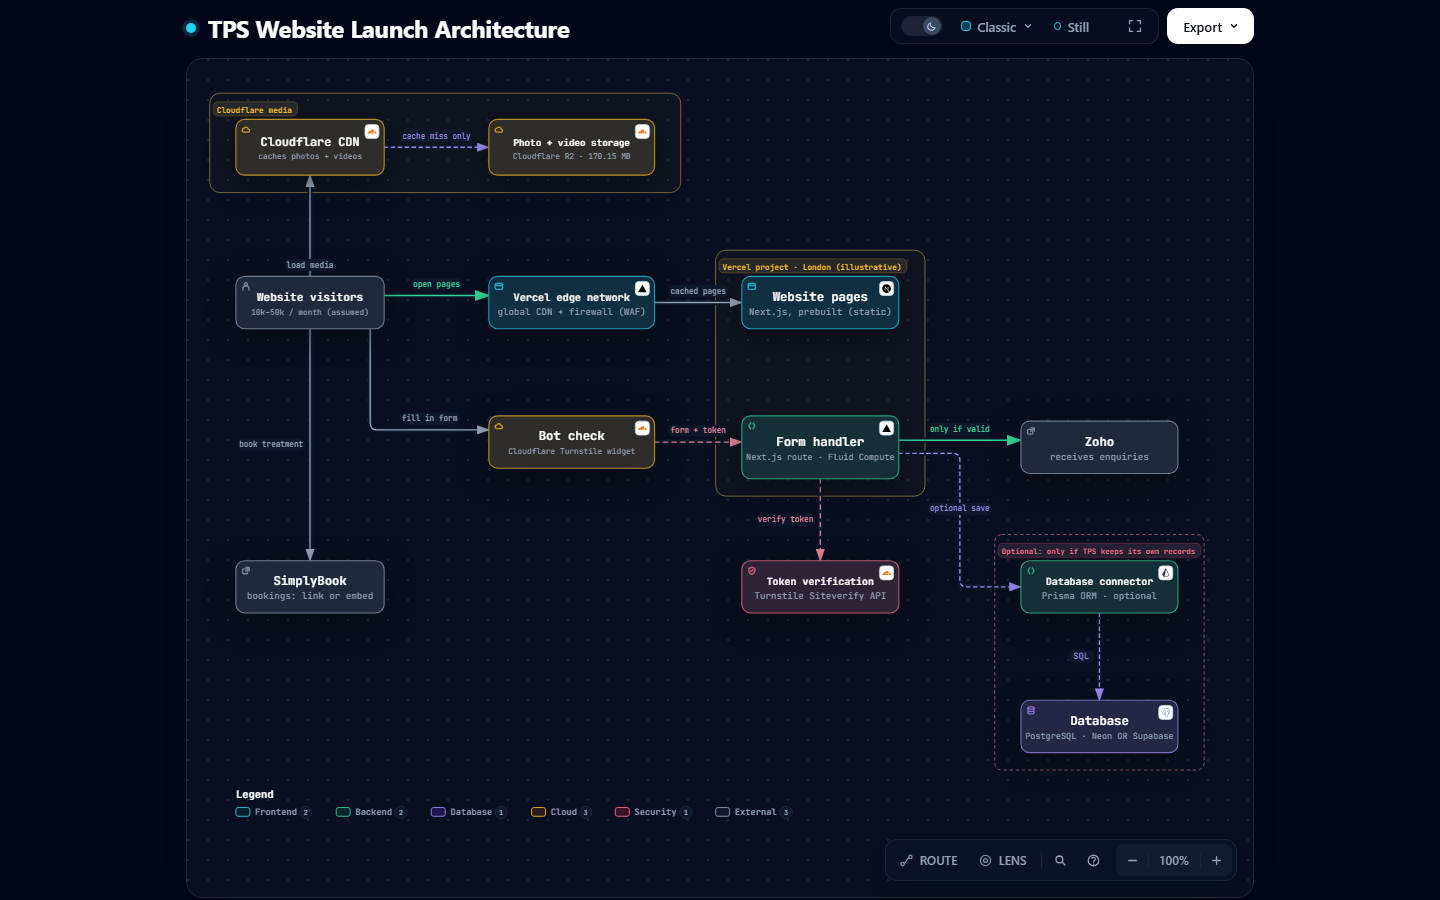 TPS Website Launch Architecture
Classic
Still
Export
Cloudflare media
Cloudflare CDN
caches photos + videos
cache miss only
Photo + video storage
Cloudflare R2 · 170.15 MB
load media
Website visitors
10k–50k / month (assumed)
open pages
Vercel edge network
global CDN + firewall (WAF)
cached pages
Vercel project · London (illustrative)
Website pages
Next.js, prebuilt (static)
fill in form
book treatment
Bot check
Cloudflare Turnstile widget
form + token
Form handler
Next.js route · Fluid Compute
only if valid
Zoho
receives enquiries
optional save
verify token
Token verification
Turnstile Siteverify API
SimplyBook
bookings: link or embed
Optional: only if TPS keeps its own records
Database connector
Prisma ORM · optional
SQL
Database
PostgreSQL · Neon OR Supabase
Legend
Frontend 2
Backend 2
Database 1
Cloud 3
Security 1
External 3
ROUTE
LENS
100%